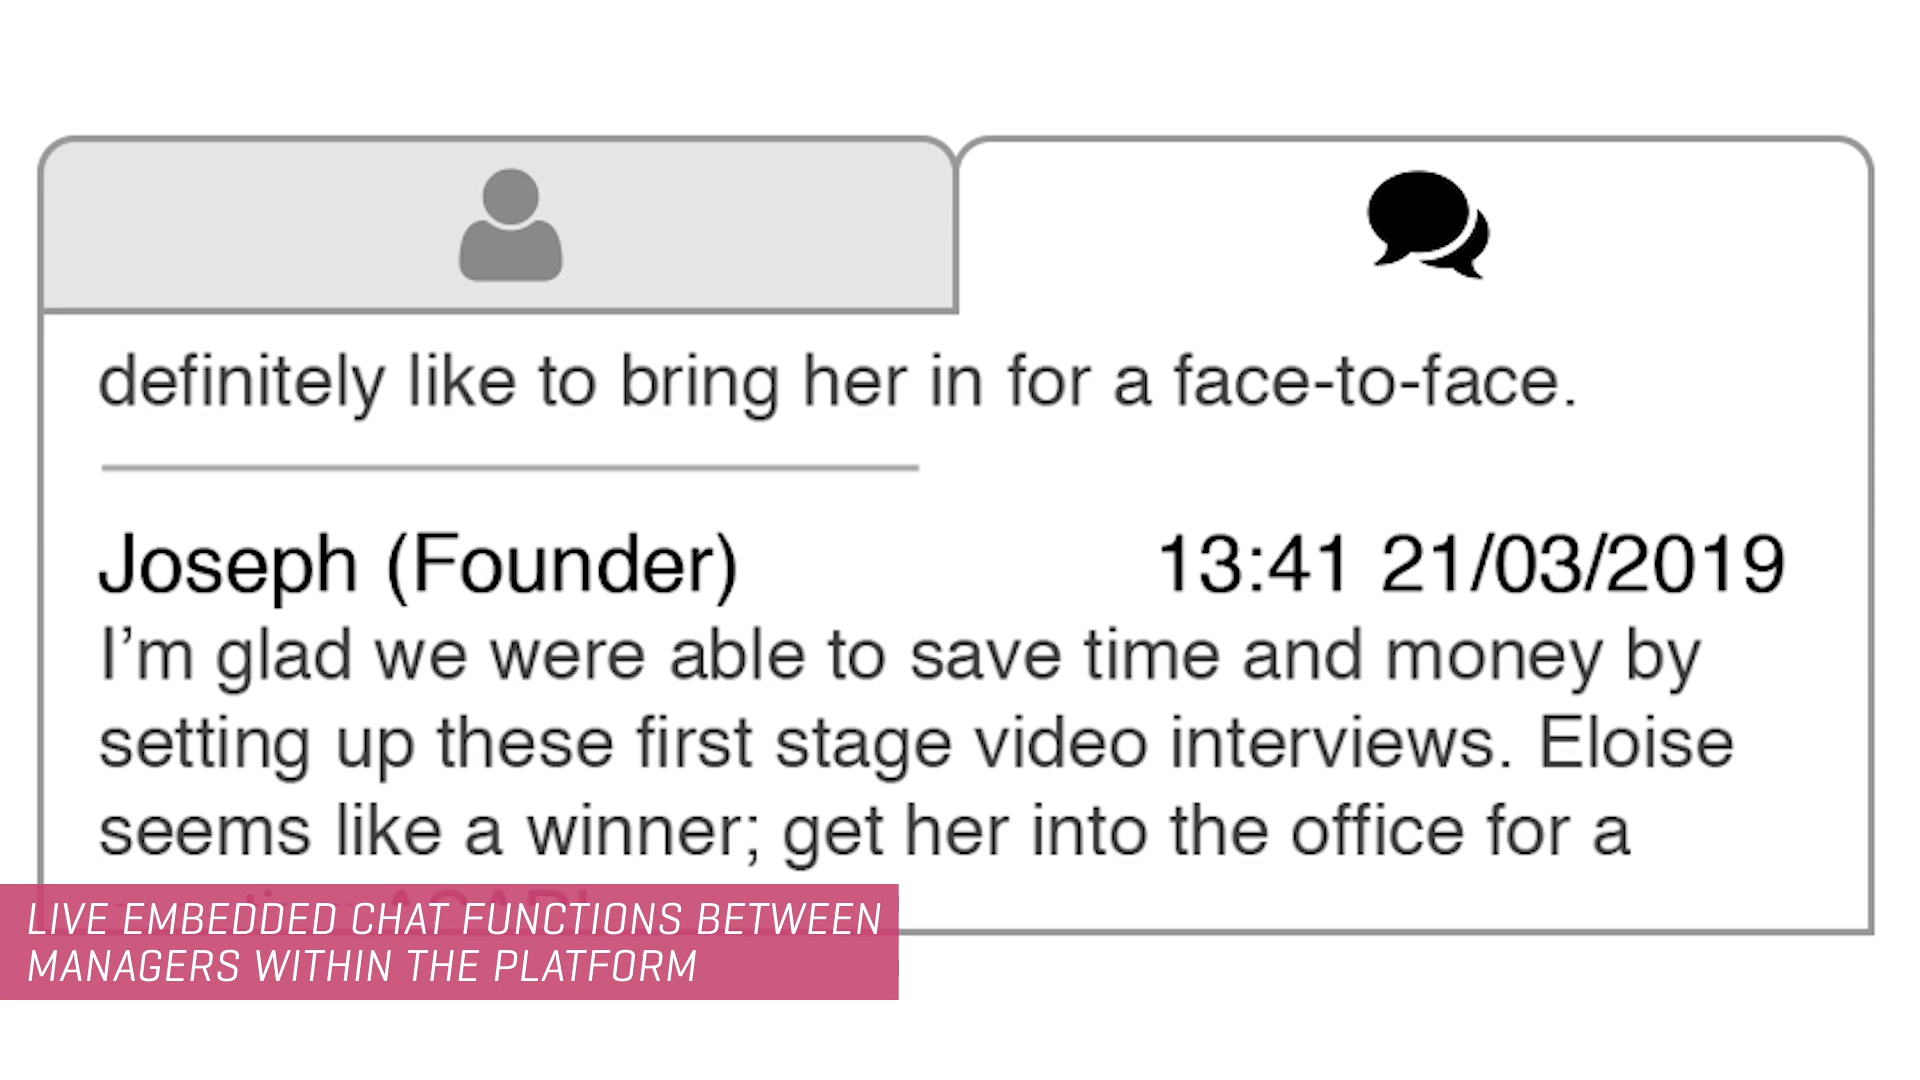 definitely like to bring her in for a face-to-face.
Joseph (Founder) 13:41 21/03/2019
I’m glad we were able to save time and money by
setting up these first stage video interviews. Eloise
seems like a winner; get her into the office for a
LIVE EMBEDDED CHAT FUNCTIONS BETWEEN
MANAGERS WITHIN THE PLATFORM